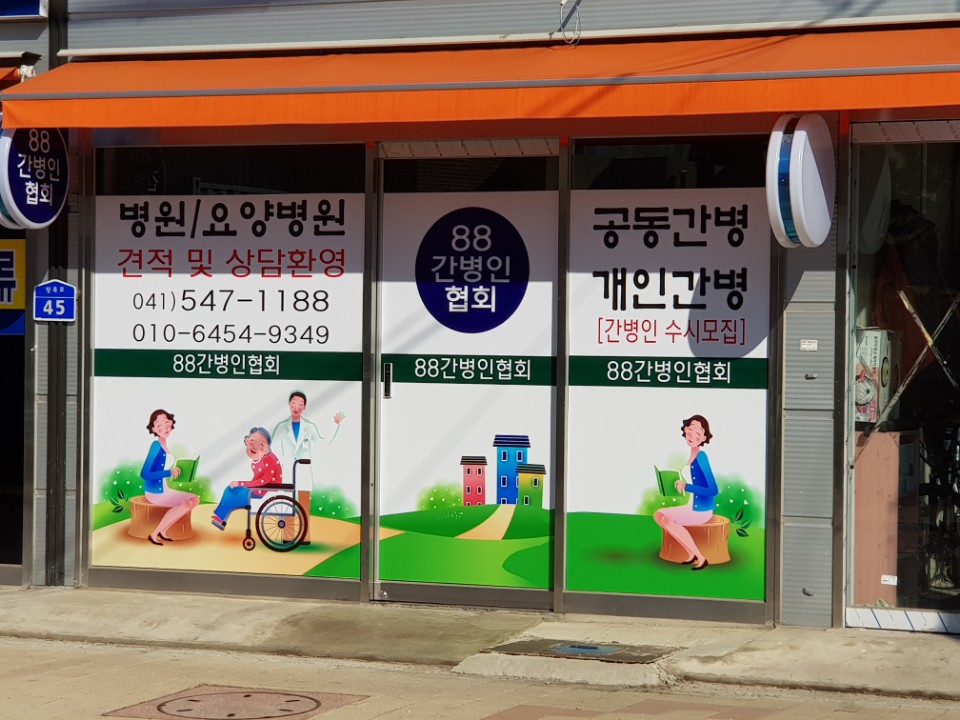 88
간병인
협회
45
병원/요양병원
견적 및 상담환영
041) 547-1188
010-6454-9349
88간병인협회
88
간병인
협회
88간병인협회
공동간병
개인간병
[간병인 수시모집]
88간병인협회